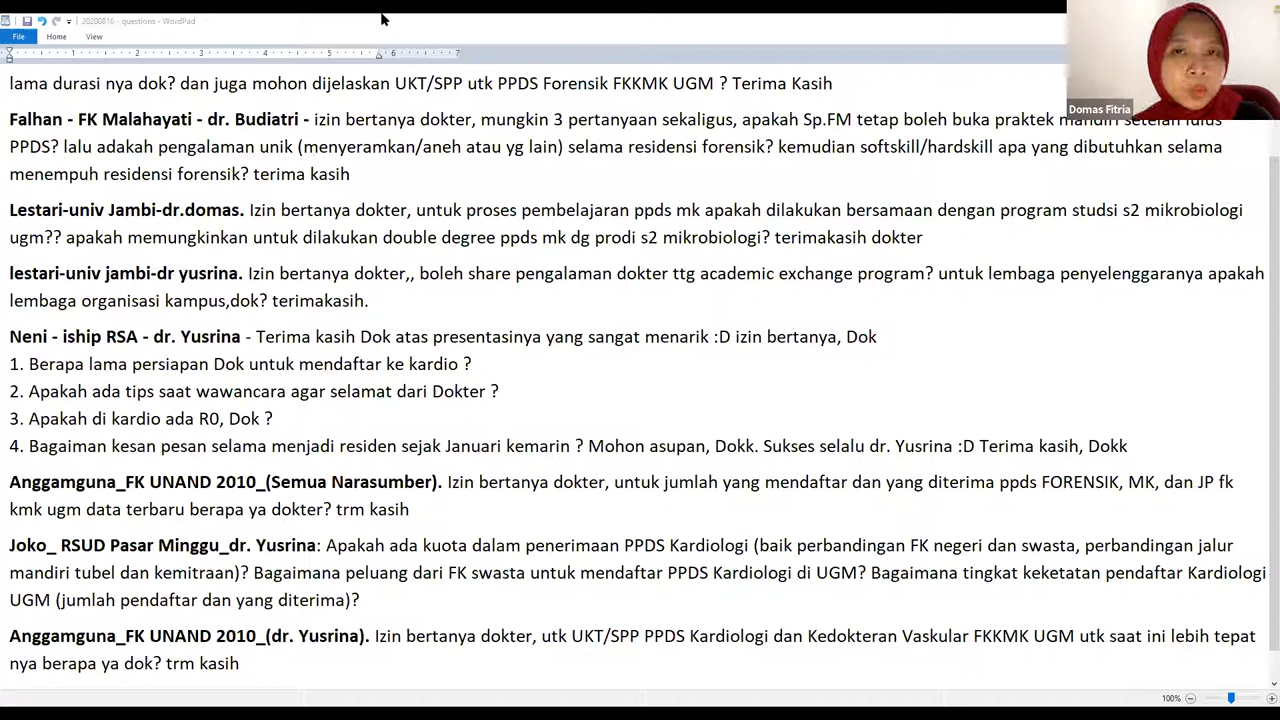 20200816 - questions - WordPad
File Home View
1 2 3 4 5 6 7
lama durasi nya dok? dan juga mohon dijelaskan UKT/SPP utk PPDS Forensik FKKMK UGM ? Terima Kasih
Domas Fitria
Falhan - FK Malahayati - dr. Budiatri - izin bertanya dokter, mungkin 3 pertanyaan sekaligus, apakah Sp.FM tetap boleh buka praktek mandiri setelah lulus
PPDS? lalu adakah pengalaman unik (menyeramkan/aneh atau yg lain) selama residensi forensik? kemudian softskill/hardskill apa yang dibutuhkan selama
menempuh residensi forensik? terima kasih
Lestari-univ Jambi-dr.domas. Izin bertanya dokter, untuk proses pembelajaran ppds mk apakah dilakukan bersamaan dengan program studsi s2 mikrobiologi
ugm?? apakah memungkinkan untuk dilakukan double degree ppds mk dg prodi s2 mikrobiologi? terimakasih dokter
lestari-univ jambi-dr yusrina. Izin bertanya dokter,, boleh share pengalaman dokter ttg academic exchange program? untuk lembaga penyelenggaranya apakah
lembaga organisasi kampus,dok? terimakasih.
Neni - iship RSA - dr. Yusrina - Terima kasih Dok atas presentasinya yang sangat menarik :D izin bertanya, Dok
1. Berapa lama persiapan Dok untuk mendaftar ke kardio ?
2. Apakah ada tips saat wawancara agar selamat dari Dokter ?
3. Apakah di kardio ada R0, Dok ?
4. Bagaiman kesan pesan selama menjadi residen sejak Januari kemarin ? Mohon asupan, Dokk. Sukses selalu dr. Yusrina :D Terima kasih, Dokk
Anggamguna_FK UNAND 2010_(Semua Narasumber). Izin bertanya dokter, untuk jumlah yang mendaftar dan yang diterima ppds FORENSIK, MK, dan JP fk
kmk ugm data terbaru berapa ya dokter? trm kasih
Joko_ RSUD Pasar Minggu_dr. Yusrina: Apakah ada kuota dalam penerimaan PPDS Kardiologi (baik perbandingan FK negeri dan swasta, perbandingan jalur
mandiri tubel dan kemitraan)? Bagaimana peluang dari FK swasta untuk mendaftar PPDS Kardiologi di UGM? Bagaimana tingkat keketatan pendaftar Kardiologi
UGM (jumlah pendaftar dan yang diterima)?
Anggamguna_FK UNAND 2010_(dr. Yusrina). Izin bertanya dokter, utk UKT/SPP PPDS Kardiologi dan Kedokteran Vaskular FKKMK UGM utk saat ini lebih tepat
nya berapa ya dok? trm kasih
100%